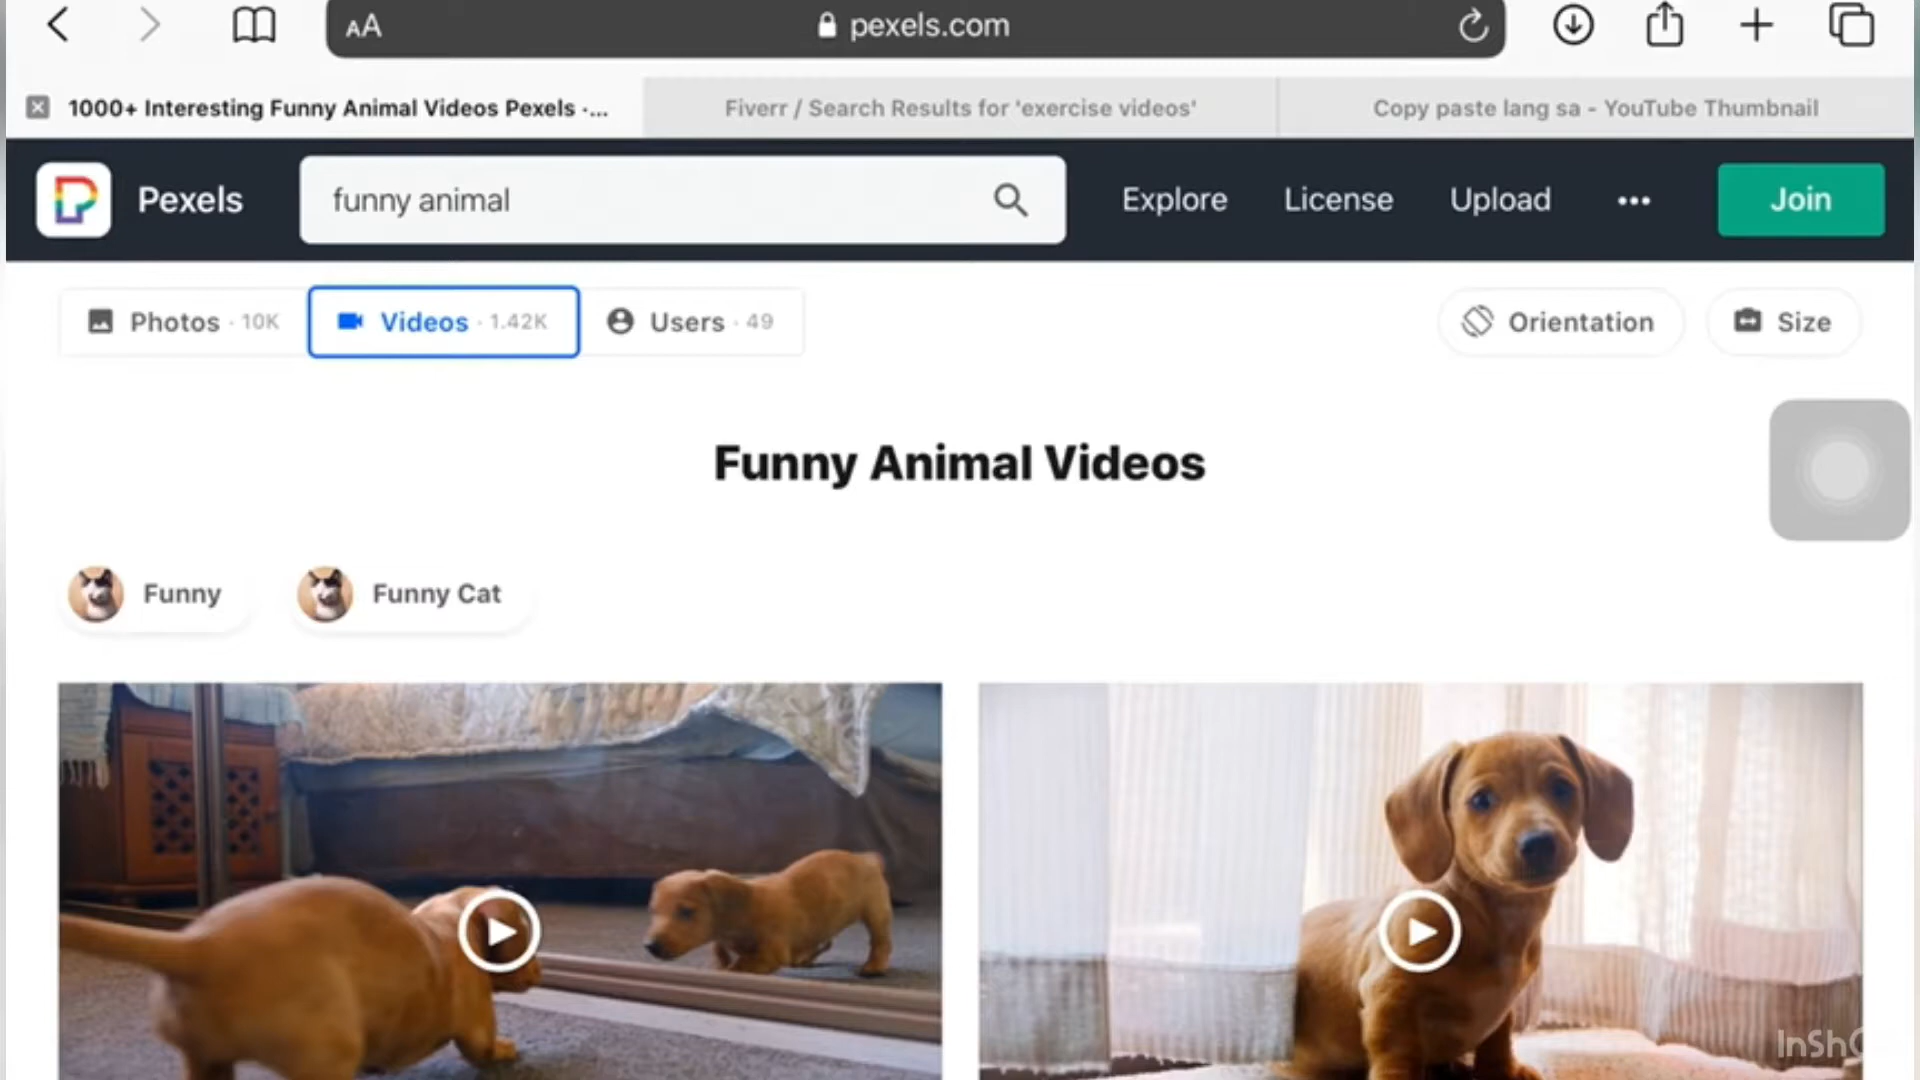 AA pexels.com
1000+ Interesting Funny Animal Videos Pexels ·...
Fiverr / Search Results for 'exercise videos'
Copy paste lang sa - YouTube Thumbnail
Pexels
funny animal
Explore
License
Upload
•••
Join
Photos · 10K
Videos · 1.42K
Users · 49
Orientation
Size
Funny Animal Videos
Funny
Funny Cat